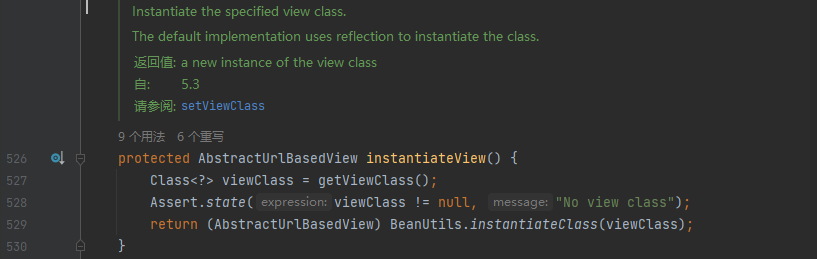 Instantiate the specified view class.
The default implementation uses reflection to instantiate the class.
返回值: a new instance of the view class
自: 5.3
请参阅: setViewClass
9 个用法 6 个重写
526 protected AbstractUrlBasedView instantiateView() {
527 Class<?> viewClass = getViewClass();
528 Assert.state( expression: viewClass != null, message: "No view class");
529 return (AbstractUrlBasedView) BeanUtils.instantiateClass(viewClass);
530 }